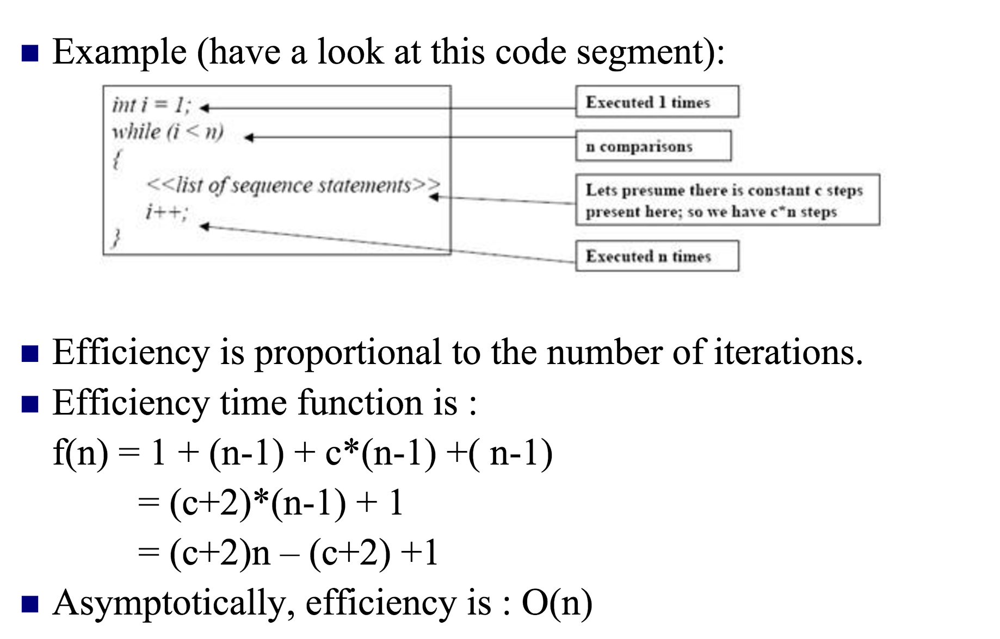 Example (have a look at this code segment):
int i = 1;
Executed 1 times
while (i < n)
n comparisons
{
<<list of sequence statements>>
Lets presume there is constant c steps
present here; so we have c*n steps
i++;
}
Executed n times
Efficiency is proportional to the number of iterations.
Efficiency time function is :
f(n) = 1 + (n-1) + c*(n-1) +( n-1)
= (c+2)*(n-1) + 1
= (c+2)n – (c+2) +1
Asymptotically, efficiency is : O(n)